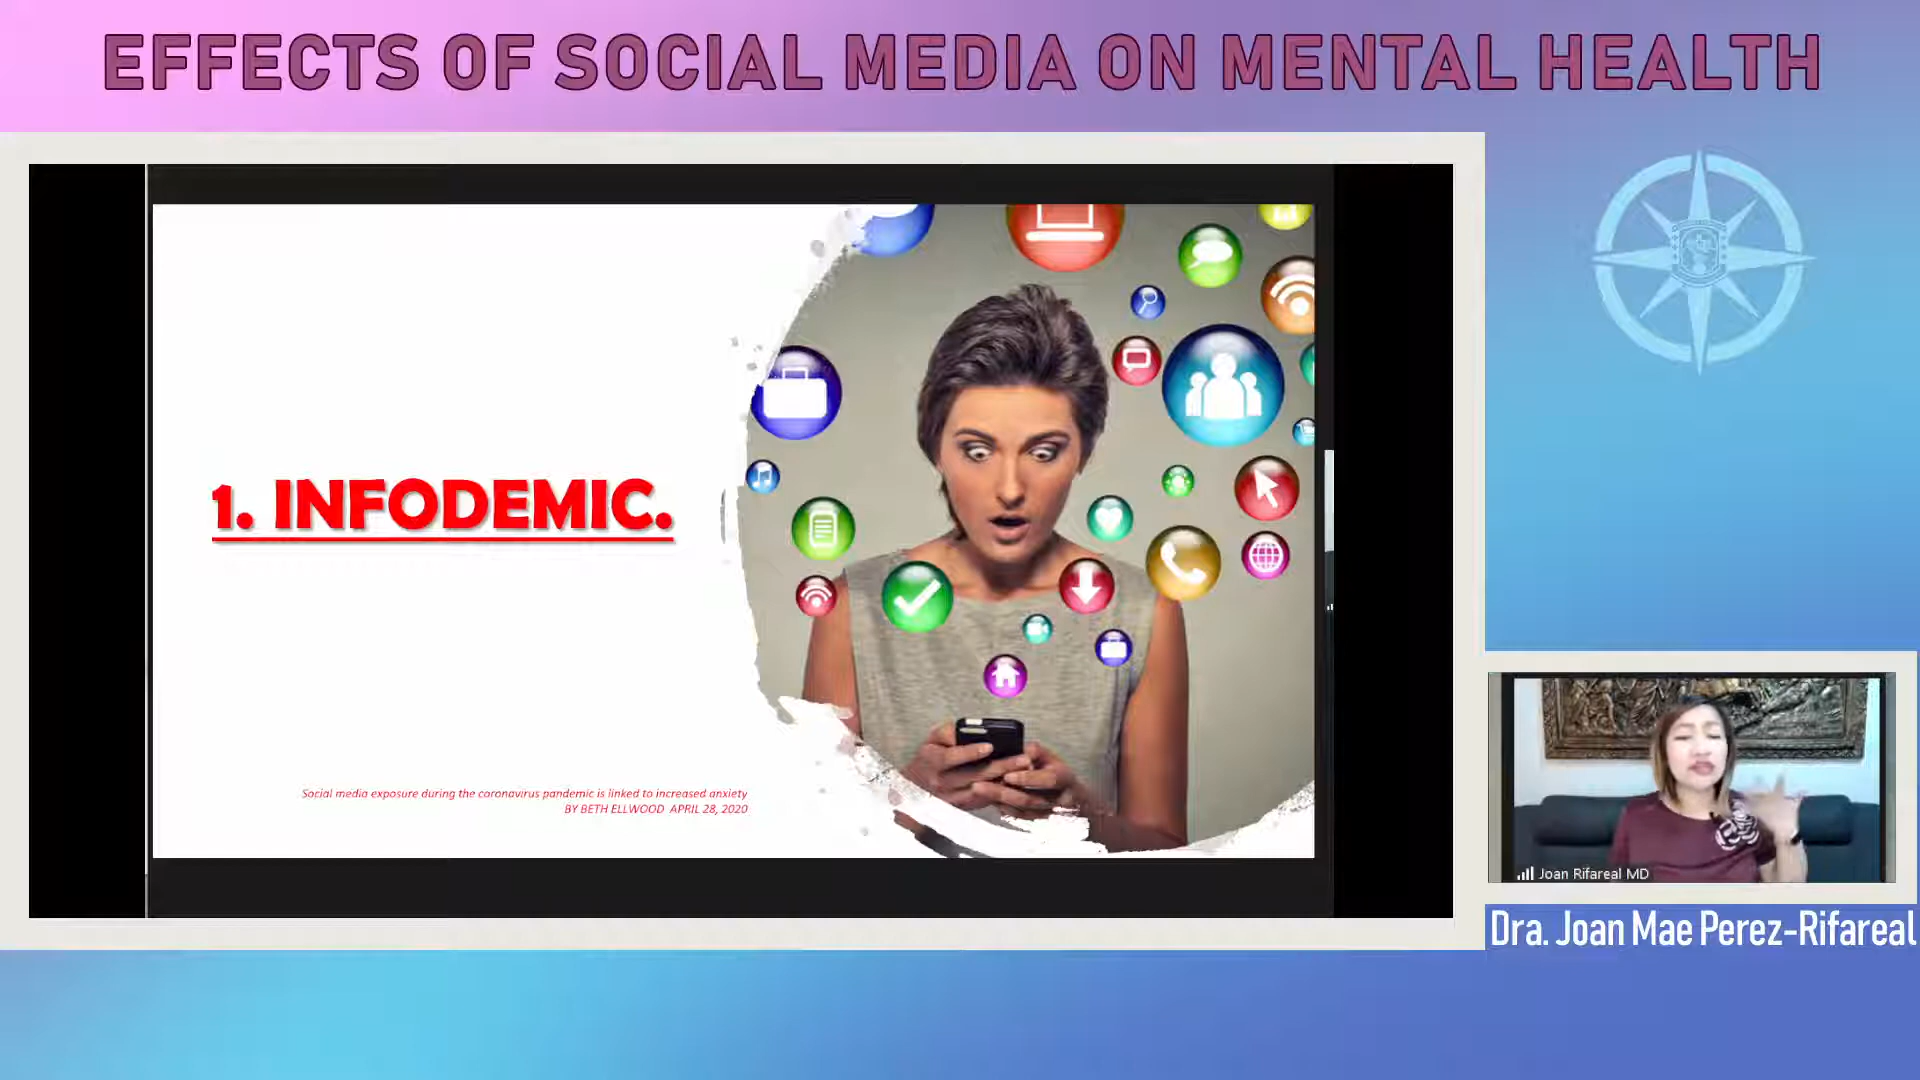 EFFECTS OF SOCIAL MEDIA ON MENTAL HEALTH
1. INFODEMIC.
Social media exposure during the coronavirus pandemic is linked to increased anxiety
BY BETH ELLWOOD APRIL 28, 2020
Joan Rifareal MD
Dra. Joan Mae Perez-Rifareal